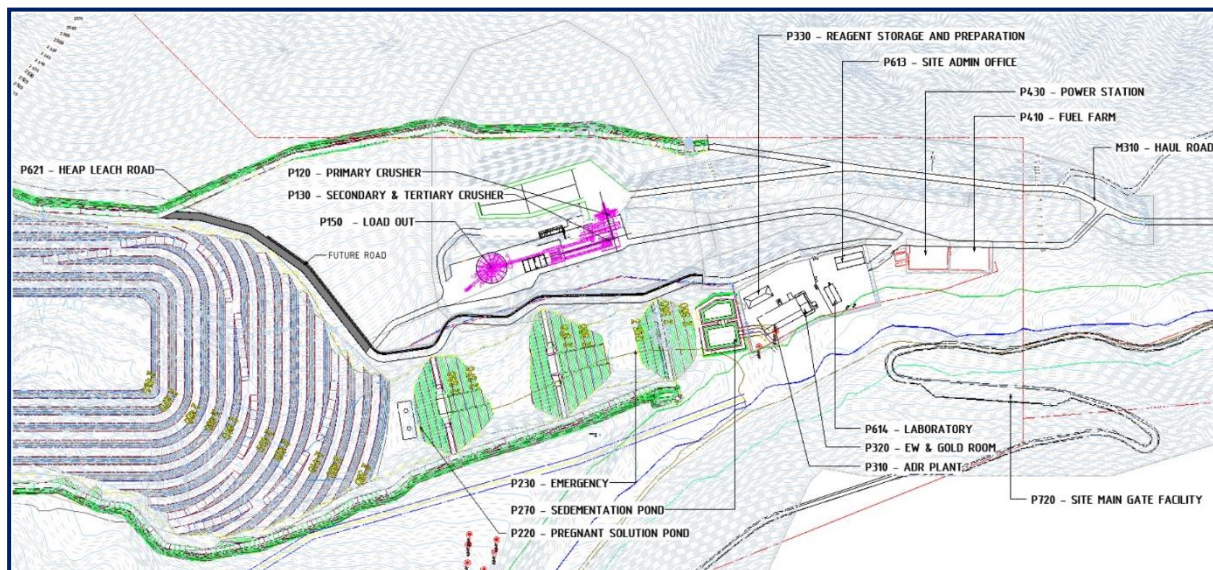 P330 - REAGENT STORAGE AND PREPARATION
P613 - SITE ADMIN OFFICE
P430 - POWER STATION
P410 - FUEL FARM
M310 - HAUL ROAD
P621 - HEAP LEACH ROAD
P120 - PRIMARY CRUSHER
P130 - SECONDARY & TERTIARY CRUSHER
P150 - LOAD OUT
FUTURE ROAD
P614 - LABORATORY
P320 - EW & GOLD ROOM
P310 - ADR PLANT
P230 - EMERGENCY
P270 - SEDEMENTATION POND
P220 - PREGNANT SOLUTION POND
P720 - SITE MAIN GATE FACILITY